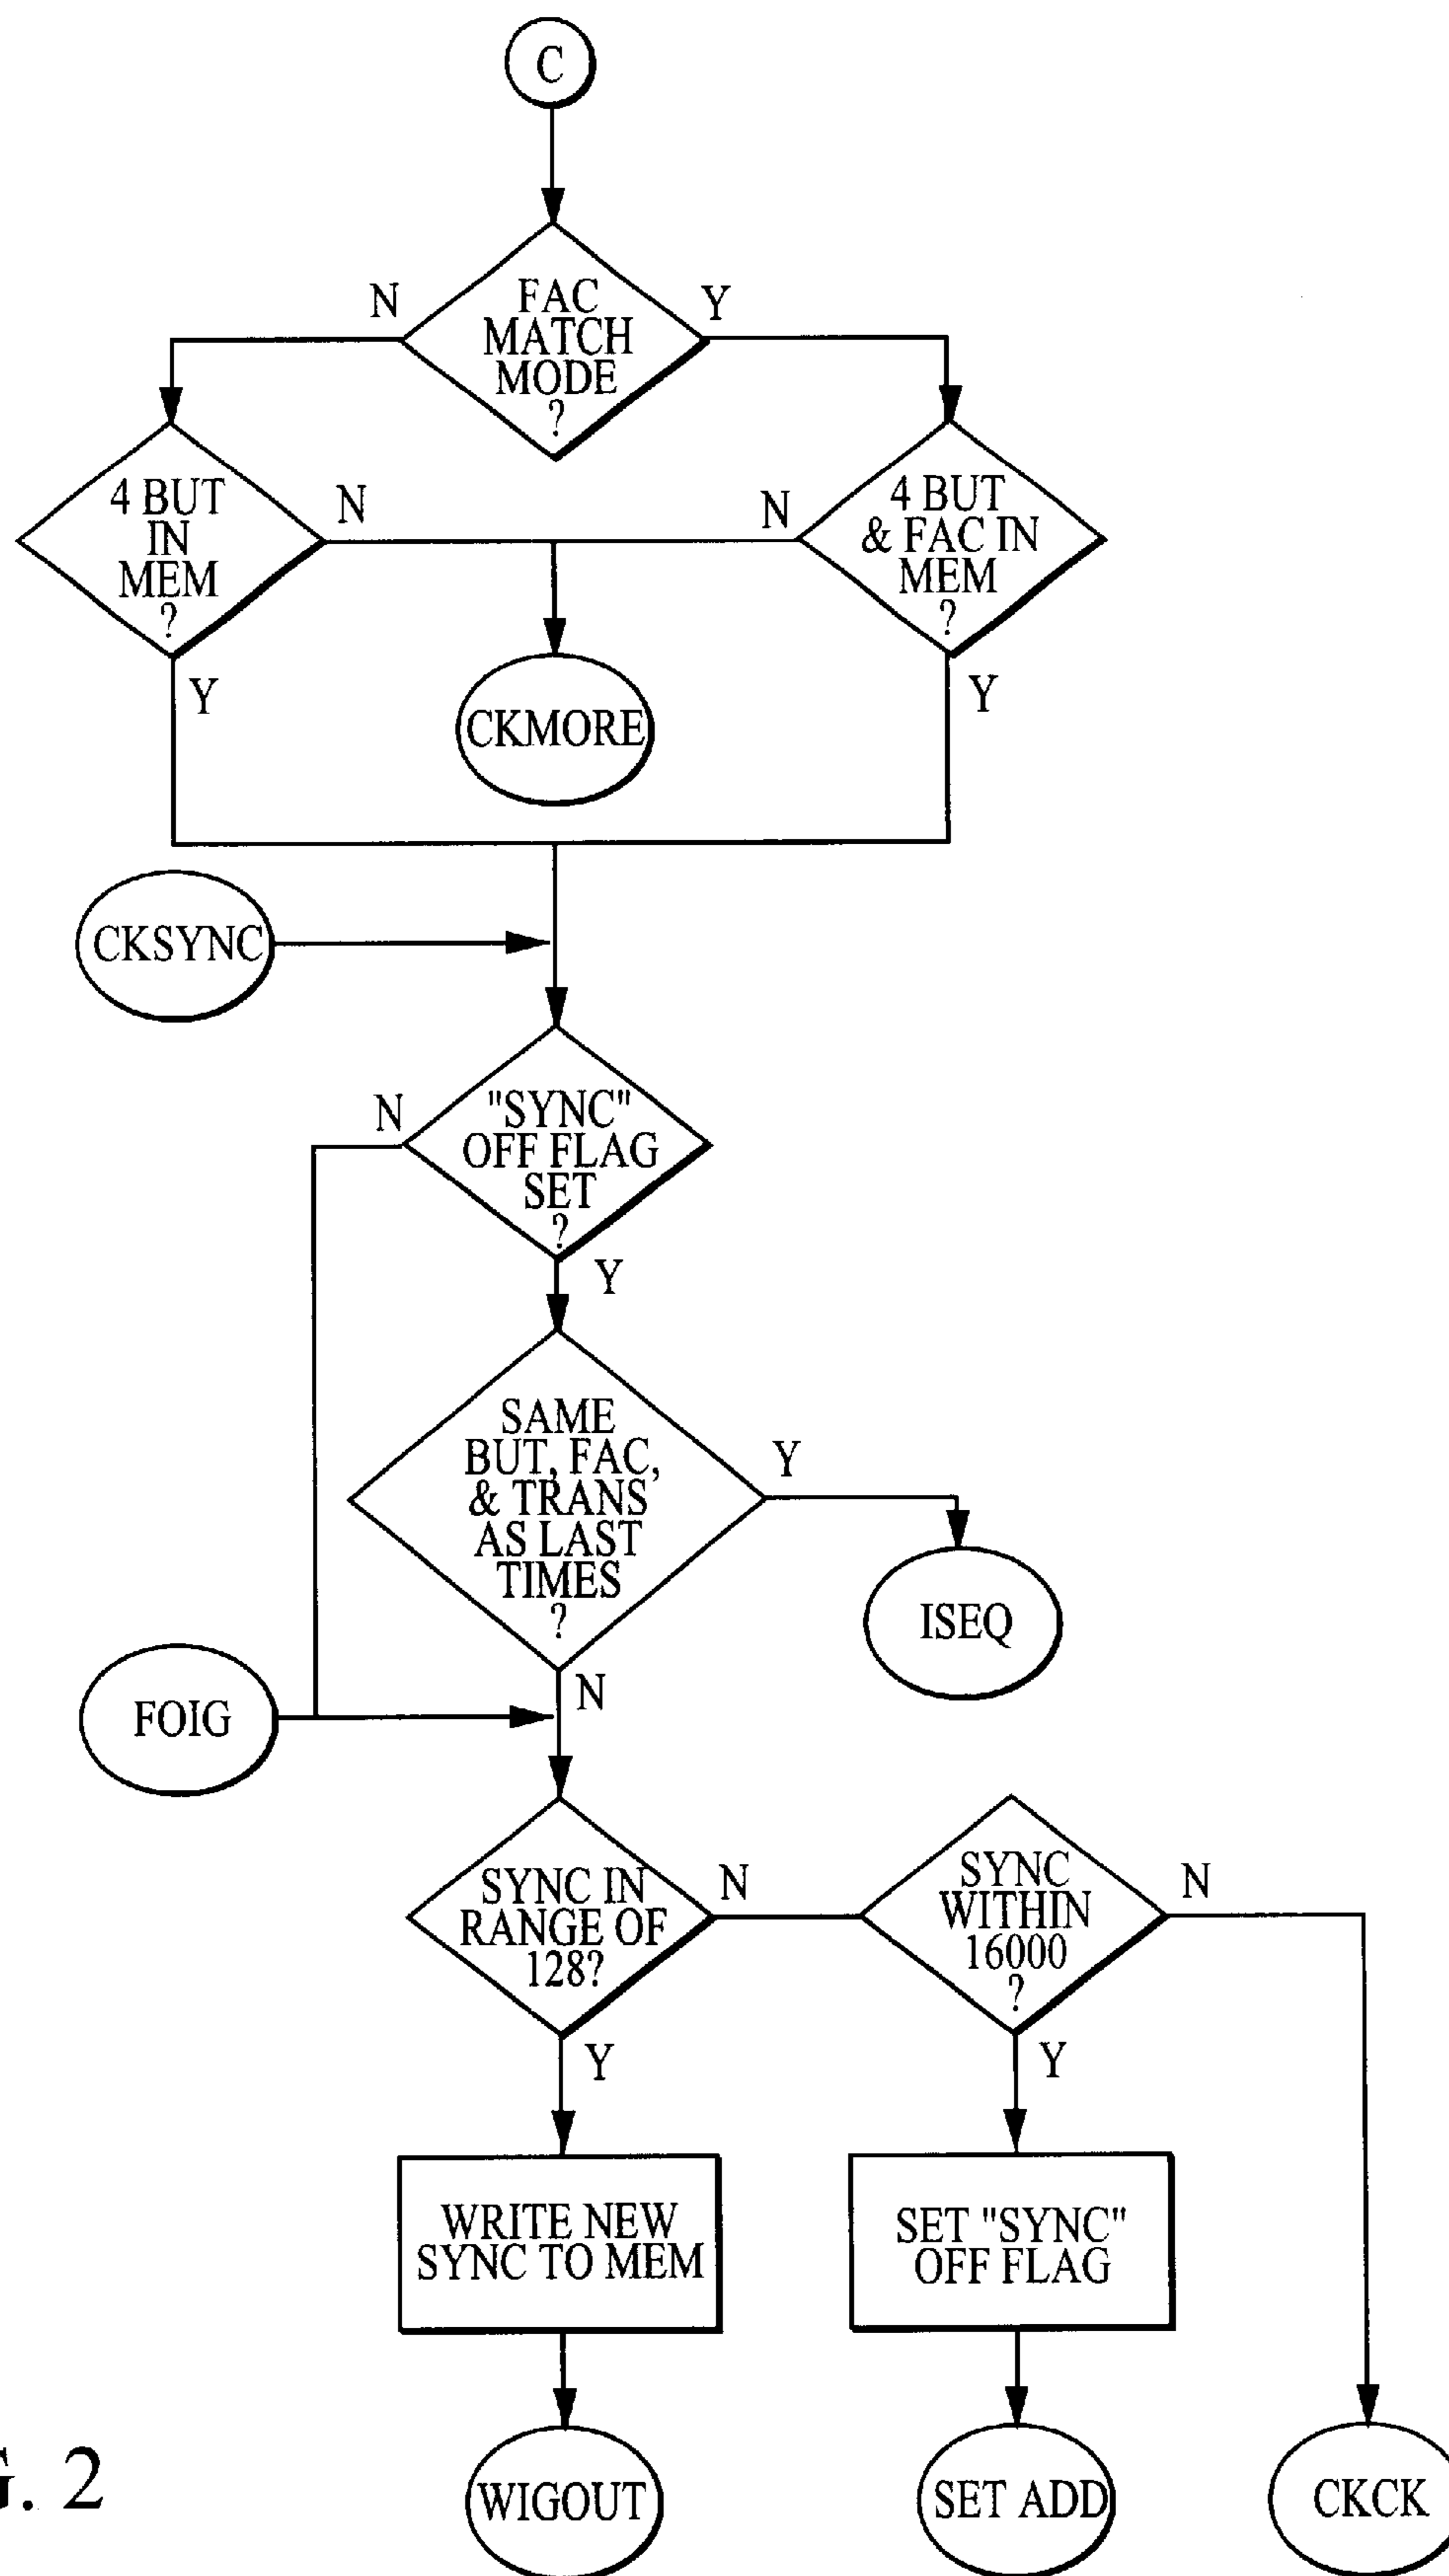 C
N
FAC
MATCH
MODE
?
Y
4 BUT
IN
MEM
?
N
N
4 BUT
& FAC IN
MEM
?
Y
CKMORE
Y
CKSYNC
N
"SYNC"
OFF FLAG
SET
?
Y
SAME
BUT, FAC,
& TRANS
AS LAST
TIMES
?
Y
ISEQ
N
FOIG
SYNC IN
RANGE OF
128?
N
SYNC
WITHIN
16000
?
N
Y
Y
WRITE NEW
SYNC TO MEM
SET "SYNC"
OFF FLAG
WIGOUT
SET ADD
CKCK
G. 2